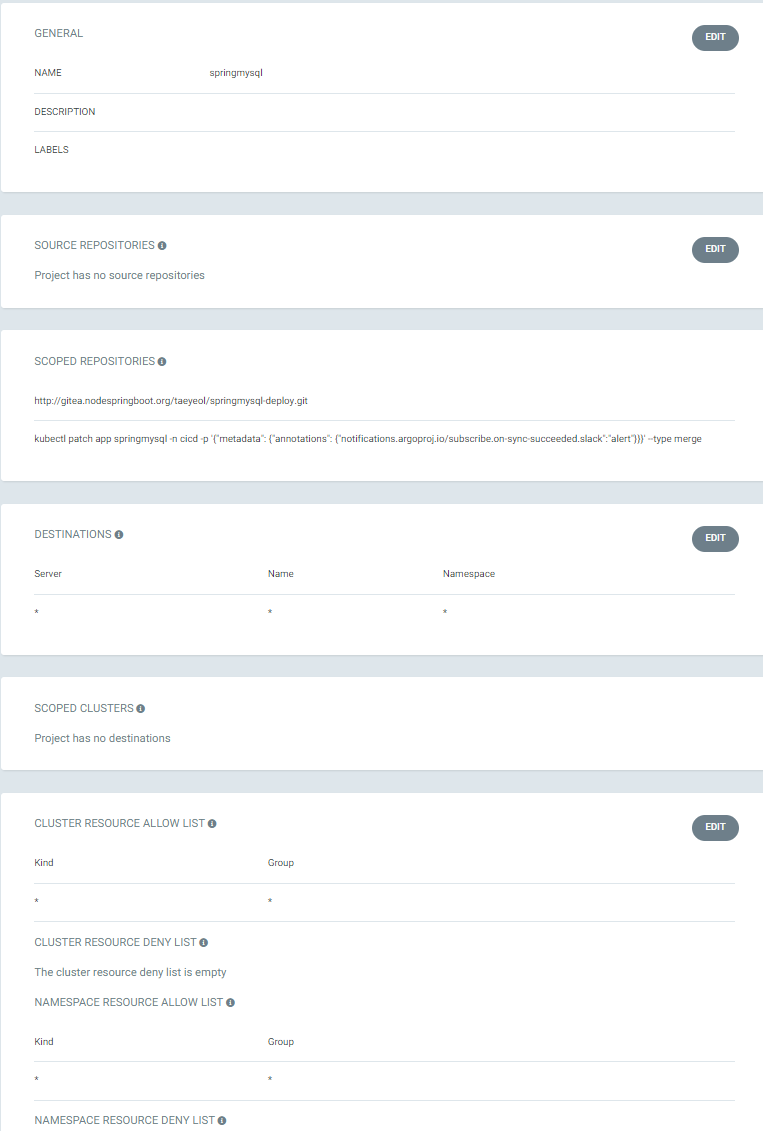 GENERAL
EDIT
NAME springmysql
DESCRIPTION
LABELS
SOURCE REPOSITORIES
EDIT
Project has no source repositories
SCOPED REPOSITORIES
http://gitea.nodespringboot.org/taeyeol/springmysql-deploy.git
kubectl patch app springmysql -n cicd -p '{"metadata": {"annotations": {"notifications.argoproj.io/subscribe.on-sync-succeeded.slack":"alert"}}}' --type merge
DESTINATIONS
EDIT
Server Name Namespace
* * *
SCOPED CLUSTERS
Project has no destinations
CLUSTER RESOURCE ALLOW LIST
EDIT
Kind Group
* *
CLUSTER RESOURCE DENY LIST
The cluster resource deny list is empty
NAMESPACE RESOURCE ALLOW LIST
Kind Group
* *
NAMESPACE RESOURCE DENY LIST